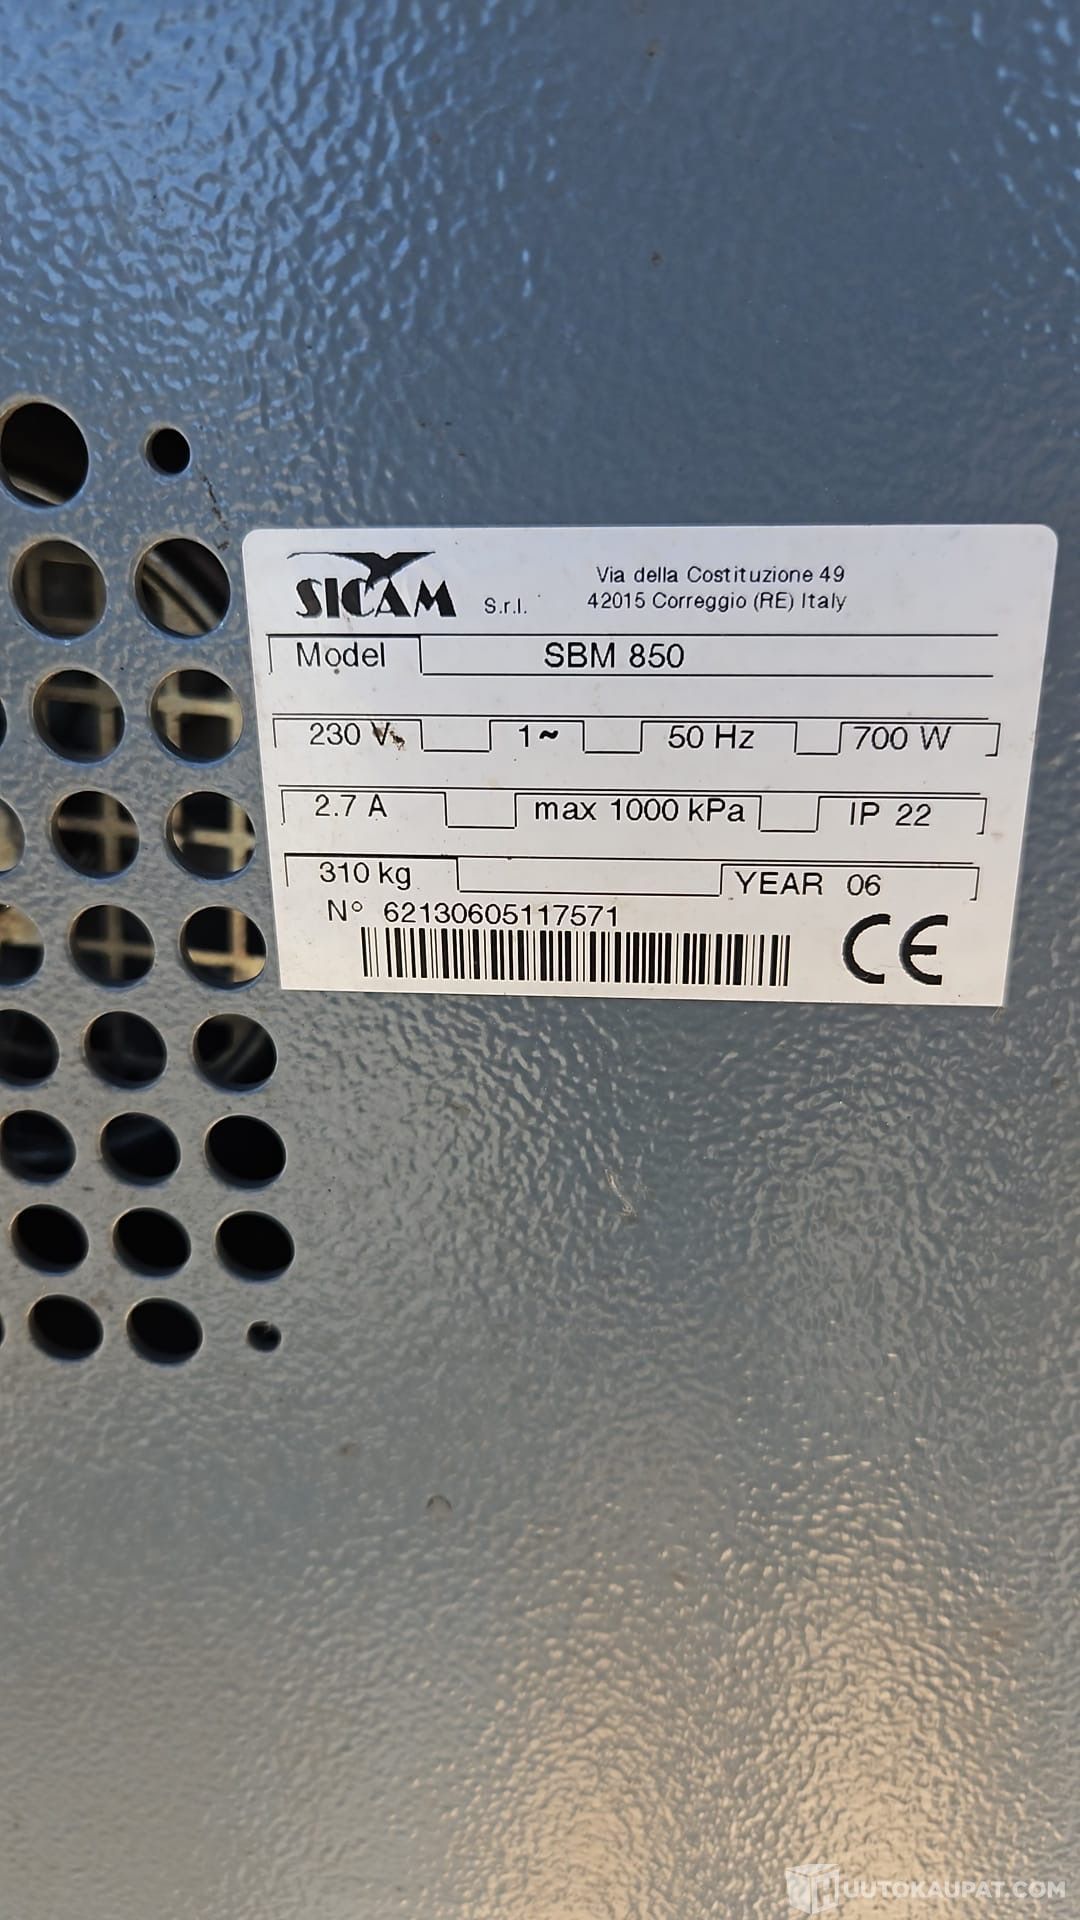 SICAM S.r.l.
Via della Costituzione 49
42015 Correggio (RE) Italy
Model SBM 850
230 V 1~ 50 Hz 700 W
2.7 A max 1000 kPa IP 22
310 kg YEAR 06
N° 62130605117571
CE
HUUTOKAUPAT.COM